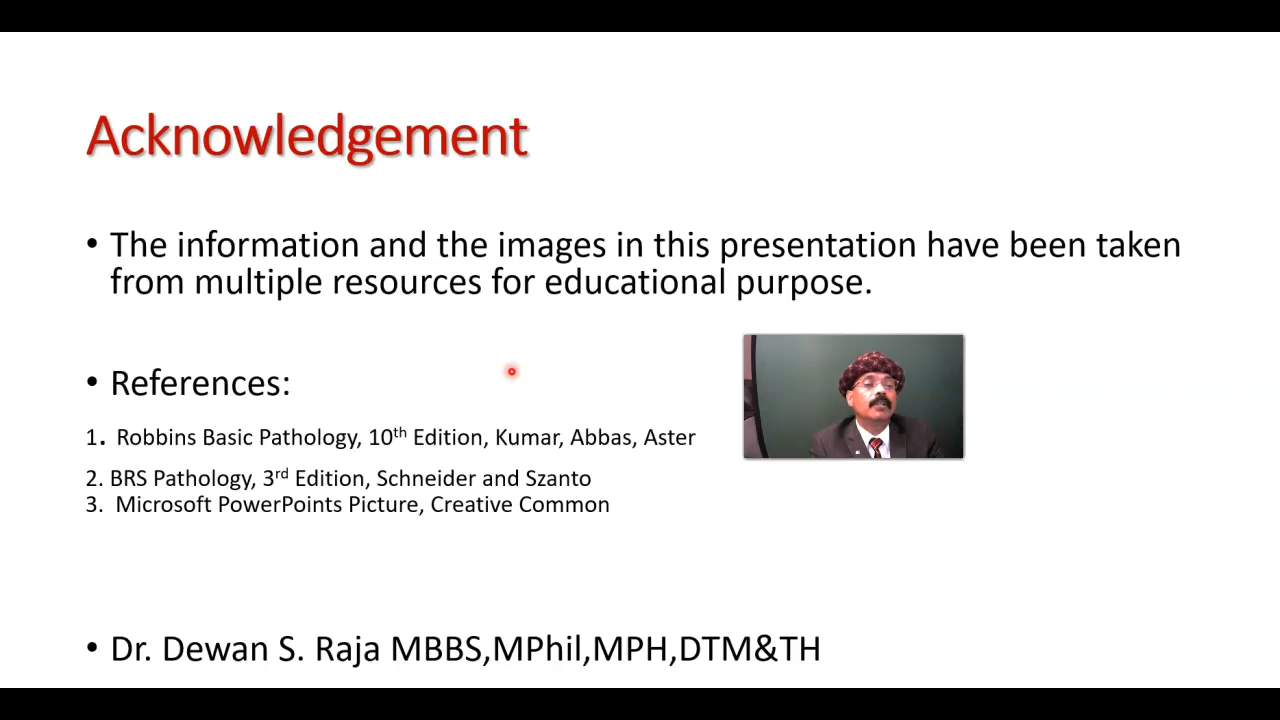 Acknowledgement
• The information and the images in this presentation have been taken
from multiple resources for educational purpose.
• References:
1. Robbins Basic Pathology, 10th Edition, Kumar, Abbas, Aster
2. BRS Pathology, 3rd Edition, Schneider and Szanto
3. Microsoft PowerPoints Picture, Creative Common
• Dr. Dewan S. Raja MBBS,MPhil,MPH,DTM&TH